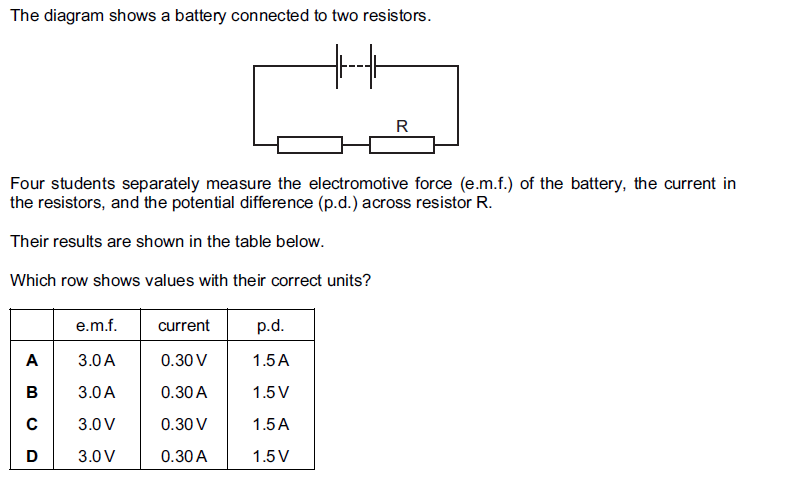 The diagram shows a battery connected to two resistors.
R
Four students separately measure the electromotive force (e.m.f.) of the battery, the current in
the resistors, and the potential difference (p.d.) across resistor R.
Their results are shown in the table below.
Which row shows values with their correct units?
e.m.f. current p.d.
A 3.0 A 0.30 V 1.5 A
B 3.0 A 0.30 A 1.5 V
C 3.0 V 0.30 V 1.5 A
D 3.0 V 0.30 A 1.5 V